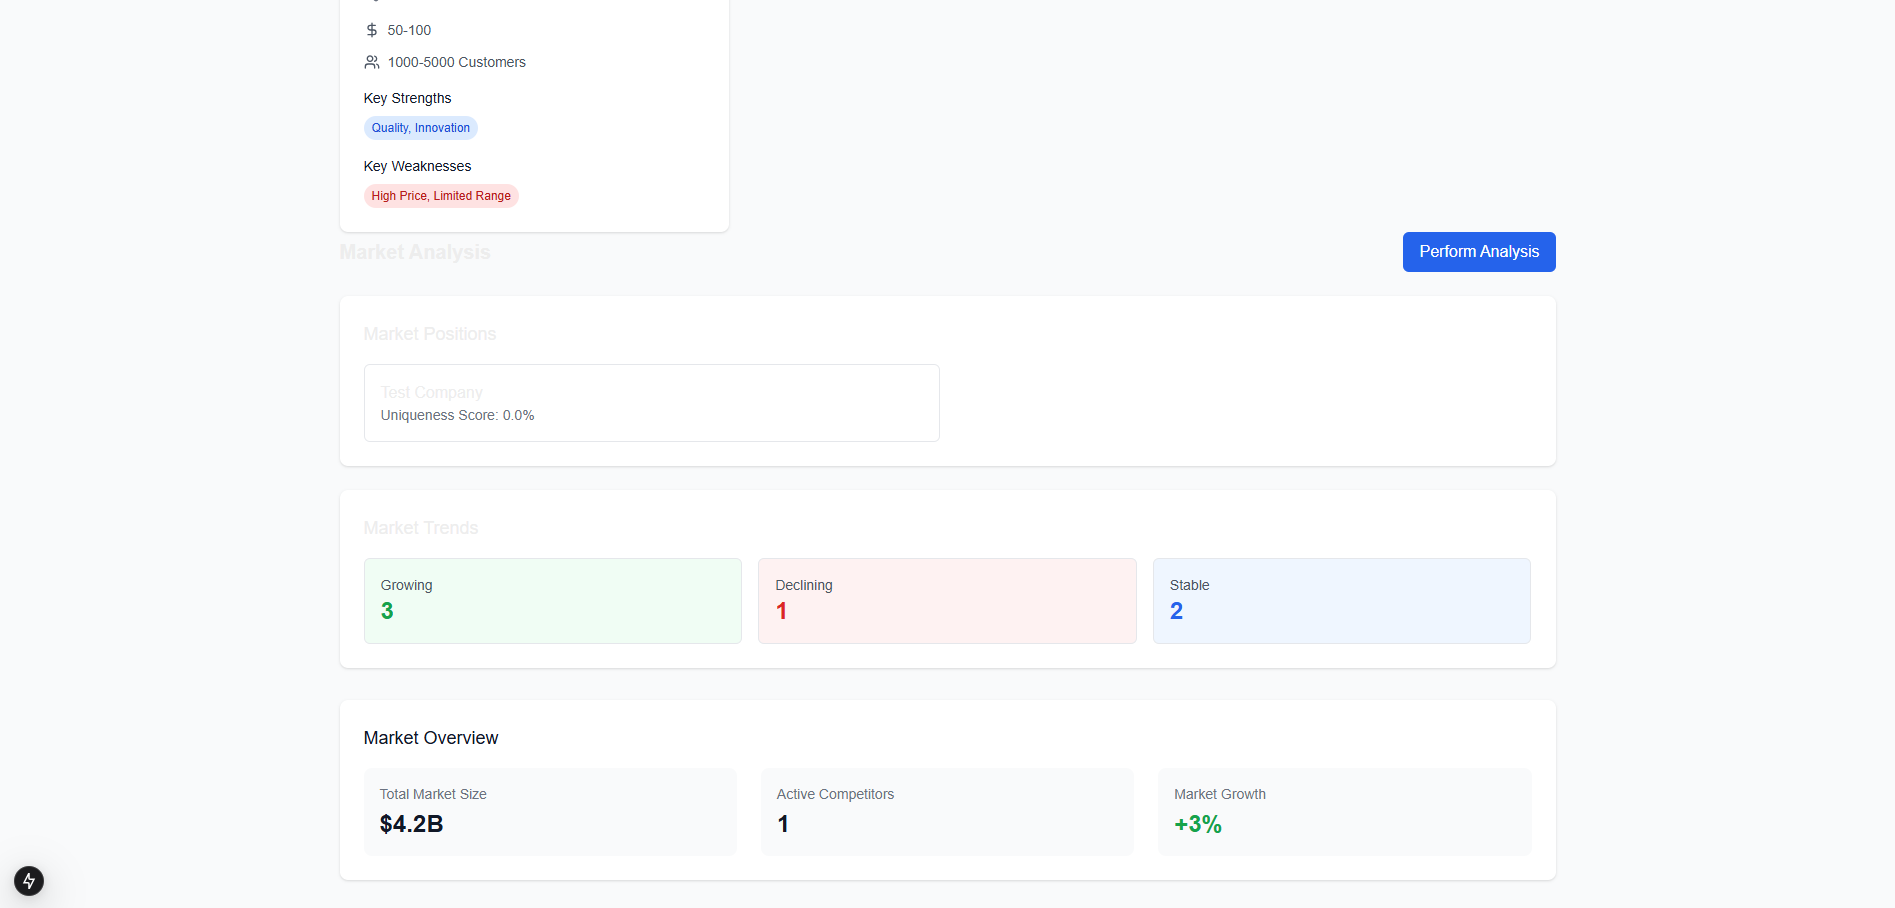 50-100
1000-5000 Customers
Key Strengths
Quality, Innovation
Key Weaknesses
High Price, Limited Range
Market Analysis
Perform Analysis
Market Positions
Test Company
Uniqueness Score: 0.0%
Market Trends
Growing
3
Declining
1
Stable
2
Market Overview
Total Market Size
$4.2B
Active Competitors
1
Market Growth
+3%